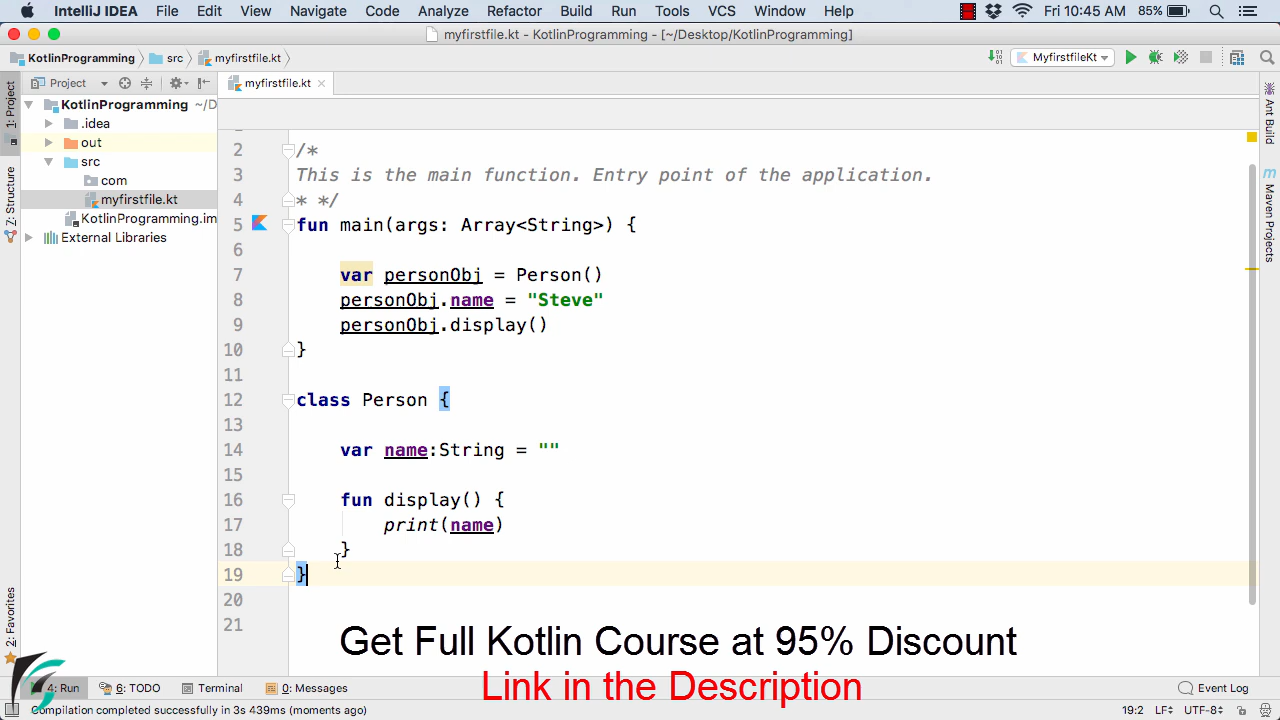 IntelliJ IDEA File Edit View Navigate Code Analyze Refactor Build Run Tools VCS Window Help Fri 10:45 AM 85%
myfirstfile.kt - KotlinProgramming - [~/Desktop/KotlinProgramming]
KotlinProgramming src myfirstfile.kt MyfirstfileKt
Project myfirstfile.kt
1: Project
Z: Structure
2: Favorites
KotlinProgramming ~/D
.idea
out
src
com
myfirstfile.kt
KotlinProgramming.im
External Libraries
2 /*
3 This is the main function. Entry point of the application.
4 * */
5 fun main(args: Array<String>) {
6
7 var personObj = Person()
8 personObj.name = "Steve"
9 personObj.display()
10 }
11
12 class Person {
13
14 var name:String = ""
15
16 fun display() {
17 print(name)
18 }
19 }
20
21
Ant Build
Maven Projects
Get Full Kotlin Course at 95% Discount
Link in the Description
4: Run 6: TODO Terminal 0: Messages Event Log
Compilation completed successfully in 3s 439ms (moments ago) 19:2 LF÷ UTF-8÷